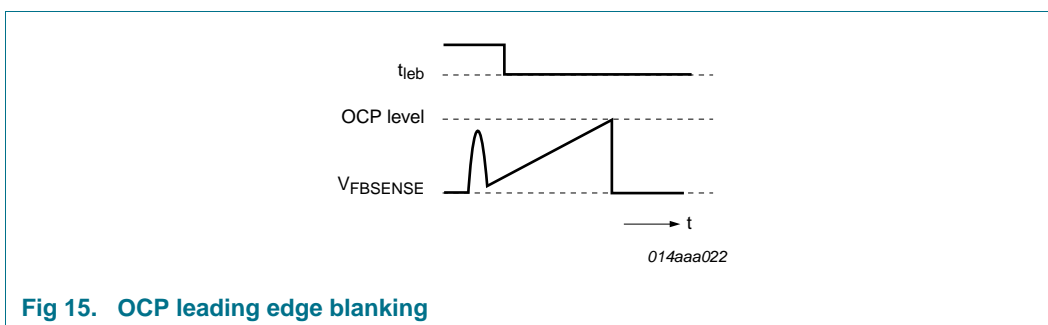 tleb
OCP level
VFBSENSE
t
014aaa022
Fig 15. OCP leading edge blanking